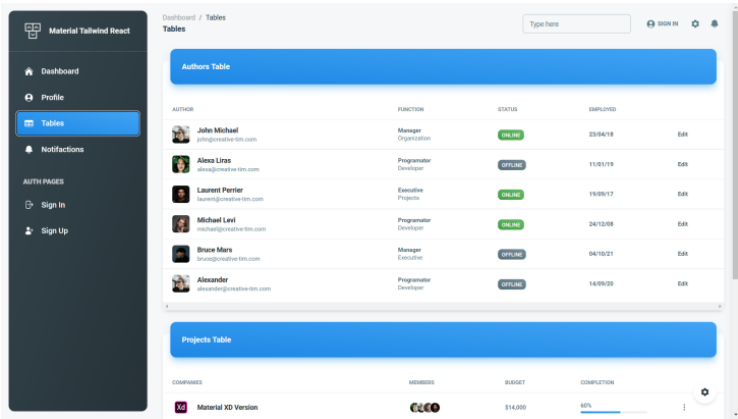 Material Tailwind React
Dashboard
Profile
Tables
Notifactions
AUTH PAGES
Sign In
Sign Up
Dashboard / Tables
Tables
Type here
SIGN IN
Authors Table
AUTHOR FUNCTION STATUS EMPLOYED
John Michael Manager ONLINE 23/04/18 Edit
john@creative-tim.com Organization
Alexa Liras Programator OFFLINE 11/01/19 Edit
alexa@creative-tim.com Developer
Laurent Perrier Executive ONLINE 19/09/17 Edit
laurent@creative-tim.com Projects
Michael Levi Programator ONLINE 24/12/08 Edit
michael@creative-tim.com Developer
Bruce Mars Manager OFFLINE 04/10/21 Edit
bruce@creative-tim.com Executive
Alexander Programator OFFLINE 14/09/20 Edit
alexander@creative-tim.com Developer
Projects Table
COMPANIES MEMBERS BUDGET COMPLETION
Xd Material XD Version $14,000 60%